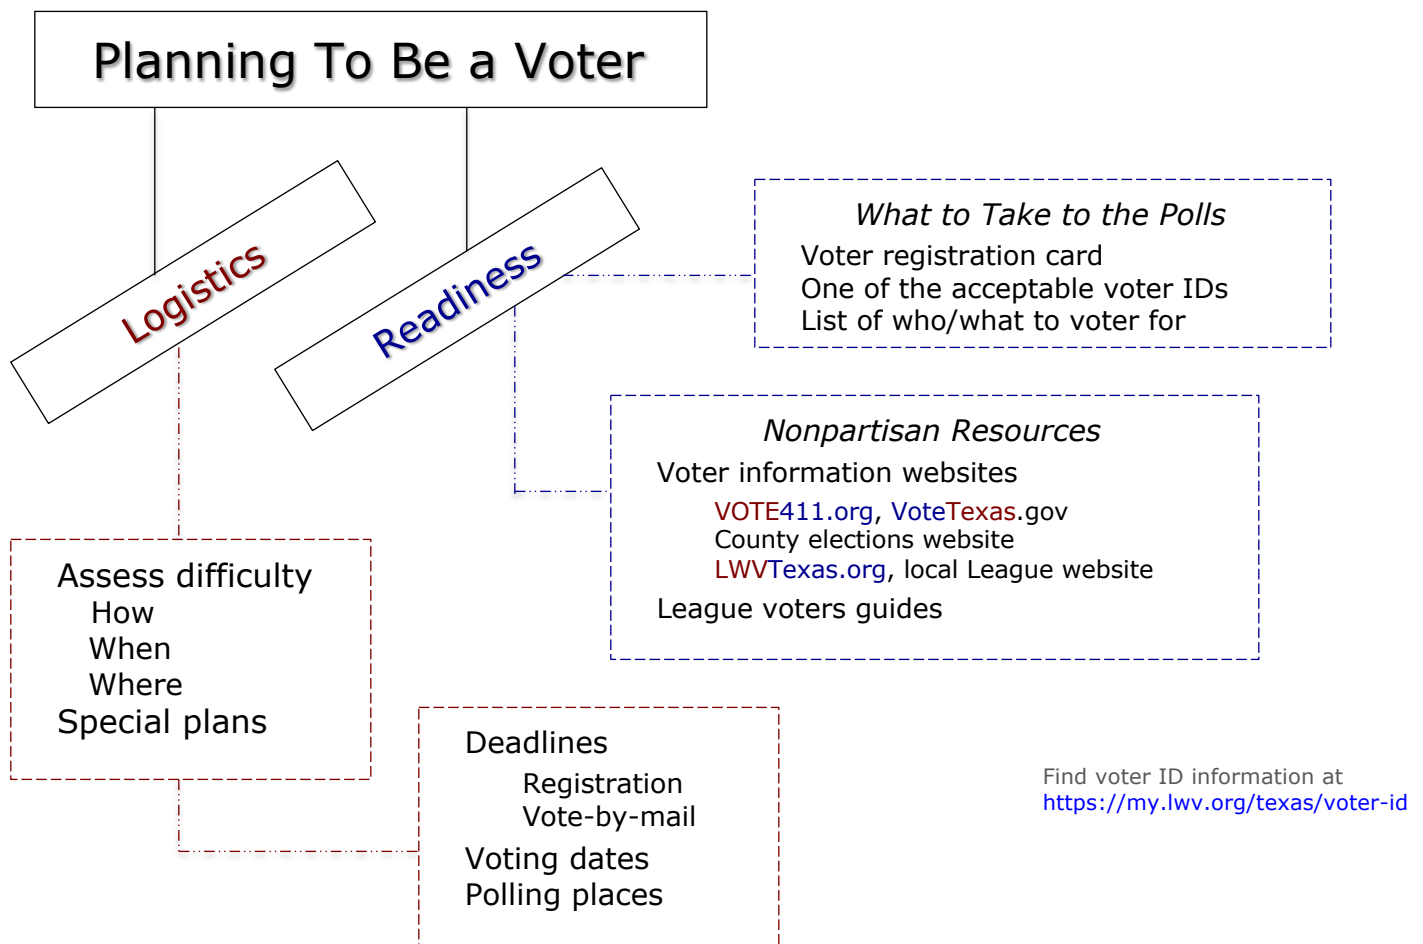 Planning To Be a Voter
Logistics
Readiness
What to Take to the Polls
Voter registration card
One of the acceptable voter IDs
List of who/what to voter for
Nonpartisan Resources
Voter information websites
VOTE411.org, VoteTexas.gov
County elections website
LWVTexas.org, local League website
League voters guides
Assess difficulty
How
When
Where
Special plans
Deadlines
Registration
Vote-by-mail
Voting dates
Polling places
Find voter ID information at
https://my.lwv.org/texas/voter-id